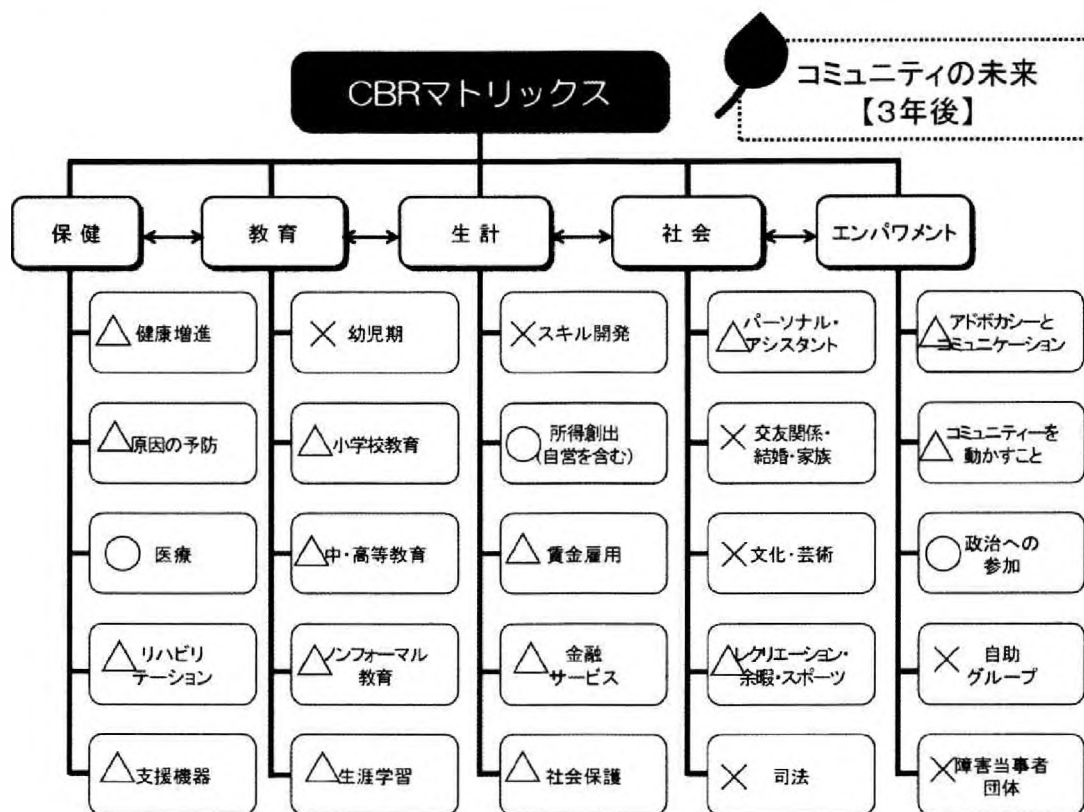 CBRマトリックス
コミュニティの未来
【3年後】
保健
教育
生計
社会
エンパワメント
△健康増進
△原因の予防
○医療
△リハビリ
テーション
△支援機器
×幼児期
△小学校教育
△中・高等教育
△ノンフォーマル
教育
△生涯学習
×スキル開発
○所得創出
(自営を含む)
△賃金雇用
△金融
サービス
△社会保護
△パーソナル・
アシスタント
×交友関係・
結婚・家族
×文化・芸術
△レクリエーション・
余暇・スポーツ
×司法
△アドボカシーと
コミュニケーション
△コミュニティーを
動かすこと
○政治への
参加
×自助
グループ
×障害当事者
団体